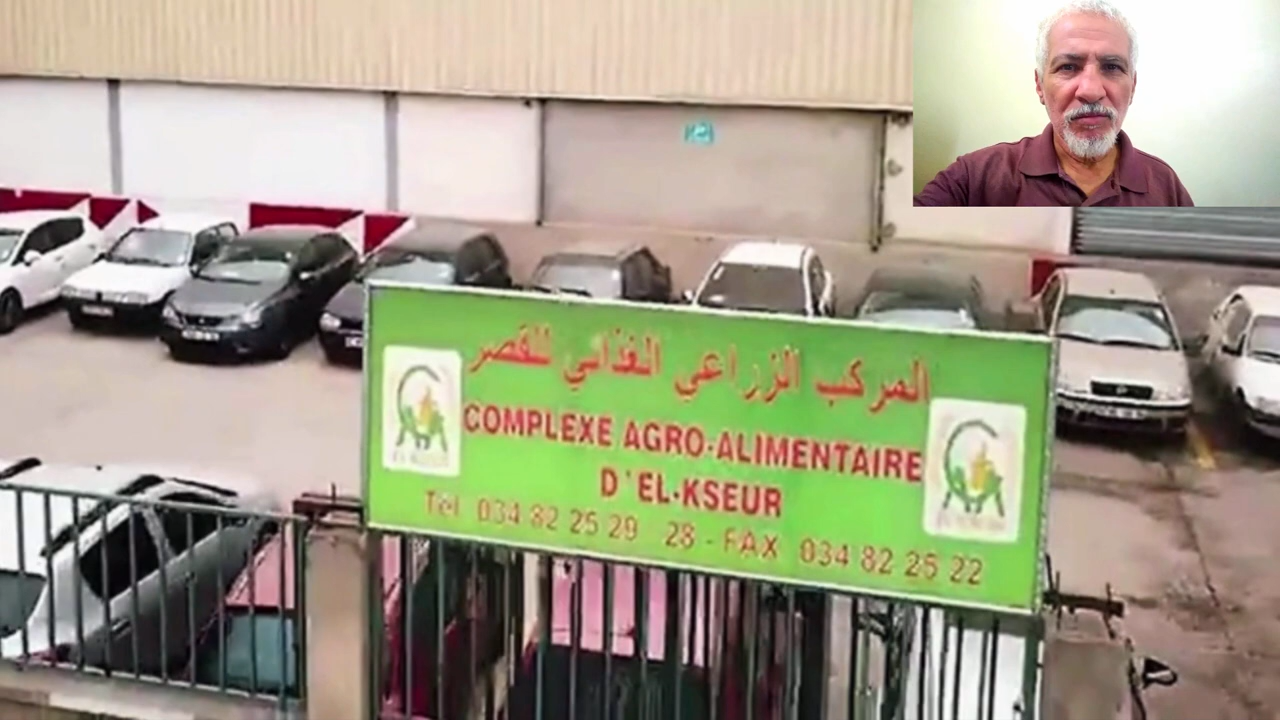 المركب الزراعي الغذائي للقصر
COMPLEXE AGRO-ALIMENTAIRE
D'EL-KSEUR
Tél 034 82 25 29 28 - FAX 034 82 25 22